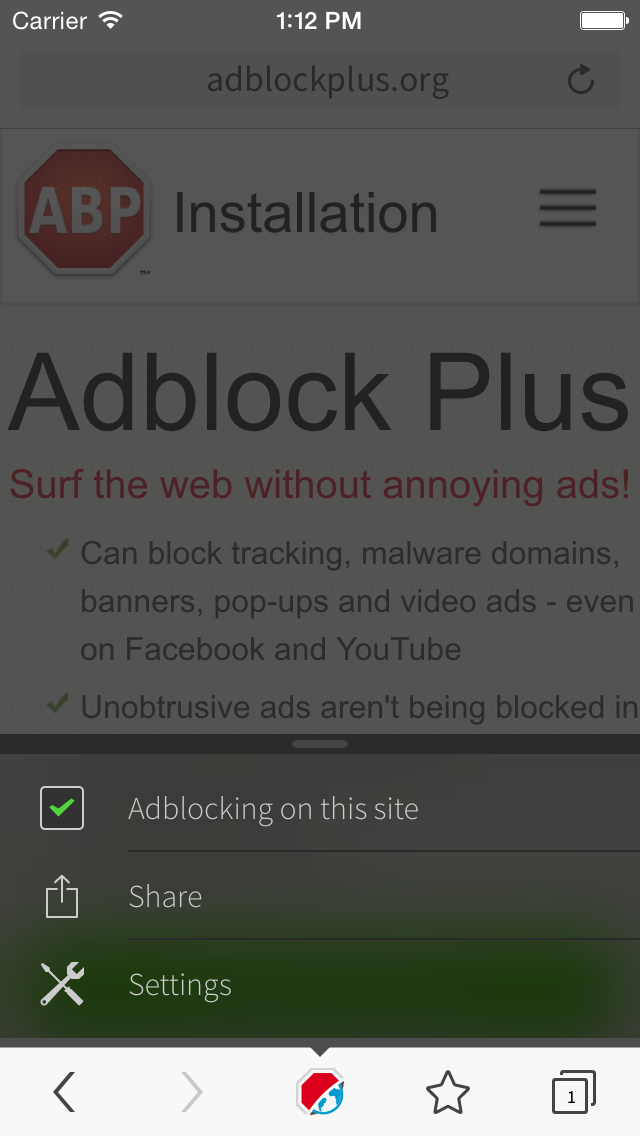 Carrier 1:12 PM
adblockplus.org
ABP Installation
™
Adblock Plus
Surf the web without annoying ads!
Can block tracking, malware domains,
banners, pop-ups and video ads - even
on Facebook and YouTube
Unobtrusive ads aren't being blocked in
Adblocking on this site
Share
Settings
1